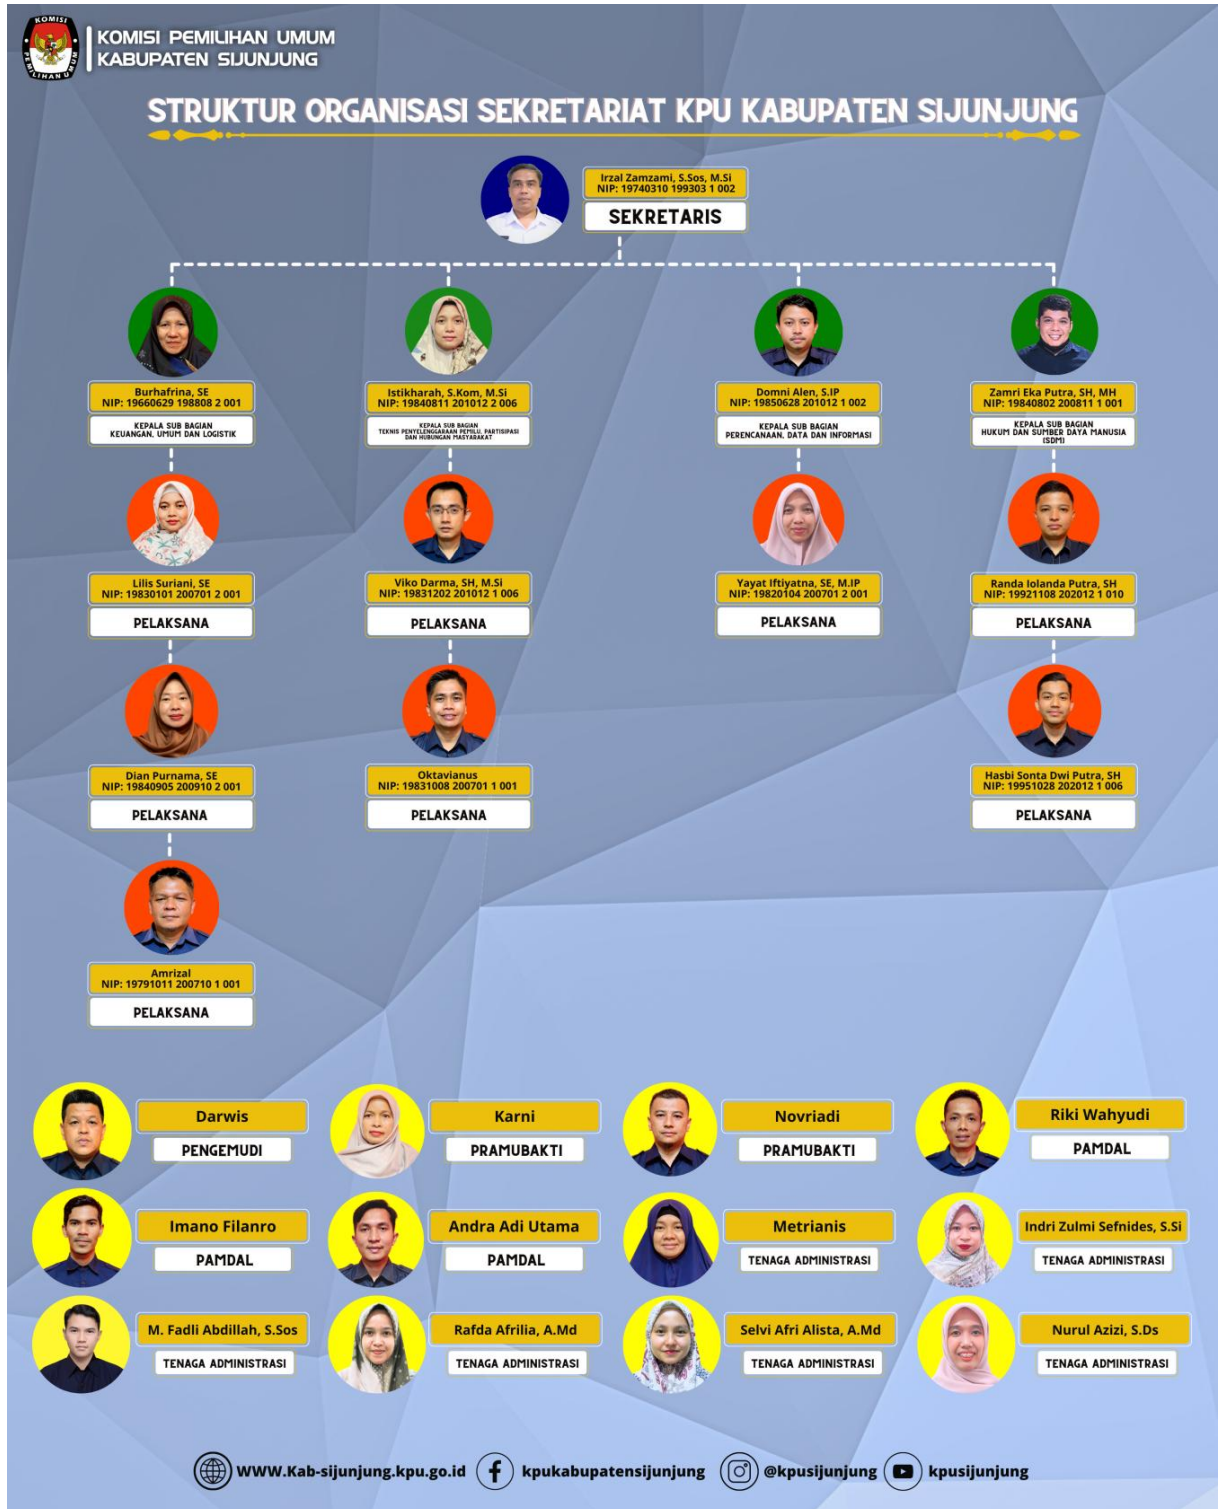 KOMISI
PEMILIHAN UMUM
KOMISI PEMILIHAN UMUM
KABUPATEN SIJUNJUNG
STRUKTUR ORGANISASI SEKRETARIAT KPU KABUPATEN SIJUNJUNG
Irzal Zamzami, S.Sos, M.Si
NIP: 19740310 199303 1 002
SEKRETARIS
Burhafrina, SE
NIP: 19660629 198808 2 001
KEPALA SUB BAGIAN
KEUANGAN, UMUM DAN LOGISTIK
Istikharah, S.Kom, M.Si
NIP: 19840811 201012 2 006
KEPALA SUB BAGIAN
TEKNIS PENYELENGGARAAN PEMILU, PARTISIPASI
DAN HUBUNGAN MASYARAKAT
Domni Alen, S.IP
NIP: 19850628 201012 1 002
KEPALA SUB BAGIAN
PERENCANAAN, DATA DAN INFORMASI
Zamri Eka Putra, SH, MH
NIP: 19840802 200811 1 001
KEPALA SUB BAGIAN
HUKUM DAN SUMBER DAYA MANUSIA
(SDM)
Lilis Suriani, SE
NIP: 19830101 200701 2 001
PELAKSANA
Viko Darma, SH, M.Si
NIP: 19831202 201012 1 006
PELAKSANA
Yayat Iftiyatna, SE, M.IP
NIP: 19820104 200701 2 001
PELAKSANA
Randa Iolanda Putra, SH
NIP: 19921108 202012 1 010
PELAKSANA
Dian Purnama, SE
NIP: 19840905 200910 2 001
PELAKSANA
Oktavianus
NIP: 19831008 200701 1 001
PELAKSANA
Hasbi Sonta Dwi Putra, SH
NIP: 19951028 202012 1 006
PELAKSANA
Amrizal
NIP: 19791011 200710 1 001
PELAKSANA
Darwis
PENGEMUDI
Karni
PRAMUBAKTI
Novriadi
PRAMUBAKTI
Riki Wahyudi
PAMDAL
Imano Filanro
PAMDAL
Andra Adi Utama
PAMDAL
Metrianis
TENAGA ADMINISTRASI
Indri Zulmi Sefnides, S.Si
TENAGA ADMINISTRASI
M. Fadli Abdillah, S.Sos
TENAGA ADMINISTRASI
Rafda Afrilia, A.Md
TENAGA ADMINISTRASI
Selvi Afri Alista, A.Md
TENAGA ADMINISTRASI
Nurul Azizi, S.Ds
TENAGA ADMINISTRASI
WWW.Kab-sijunjung.kpu.go.id
kpukabupatensijunjung
@kpusijunjung
kpusijunjung